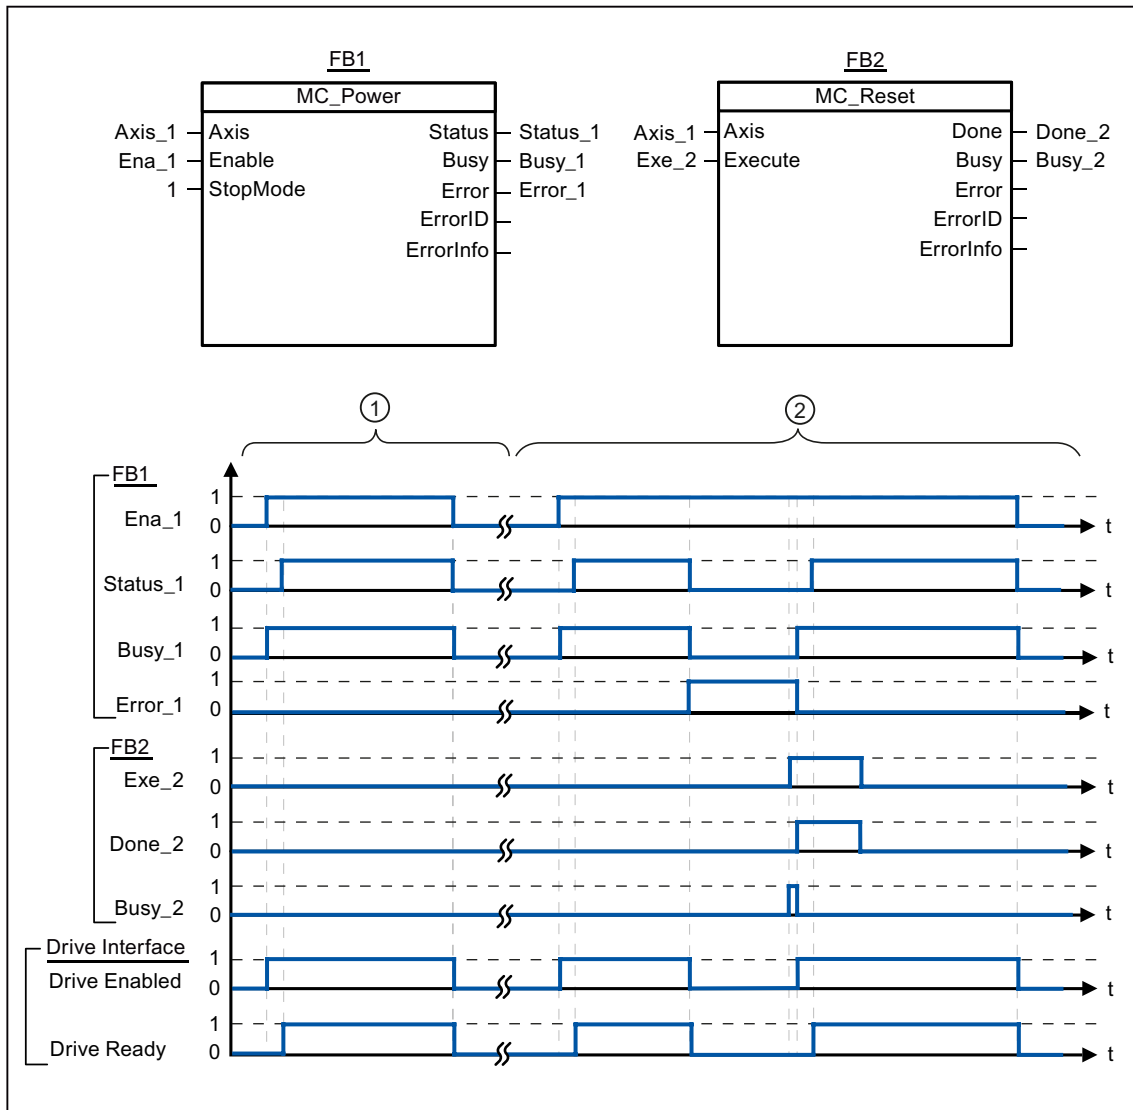 FB1
FB2
MC_Power
MC_Reset
Axis_1 Axis Status Status_1
Ena_1 Enable Busy Busy_1
1 StopMode Error Error_1
ErrorID
ErrorInfo
Axis_1 Axis Done Done_2
Exe_2 Execute Busy Busy_2
Error
ErrorID
ErrorInfo
1
2
FB1
Ena_1 1 0 t
Status_1 1 0 t
Busy_1 1 0 t
Error_1 1 0 t
FB2
Exe_2 1 0 t
Done_2 1 0 t
Busy_2 1 0 t
Drive Interface
Drive Enabled 1 0 t
Drive Ready 1 0 t